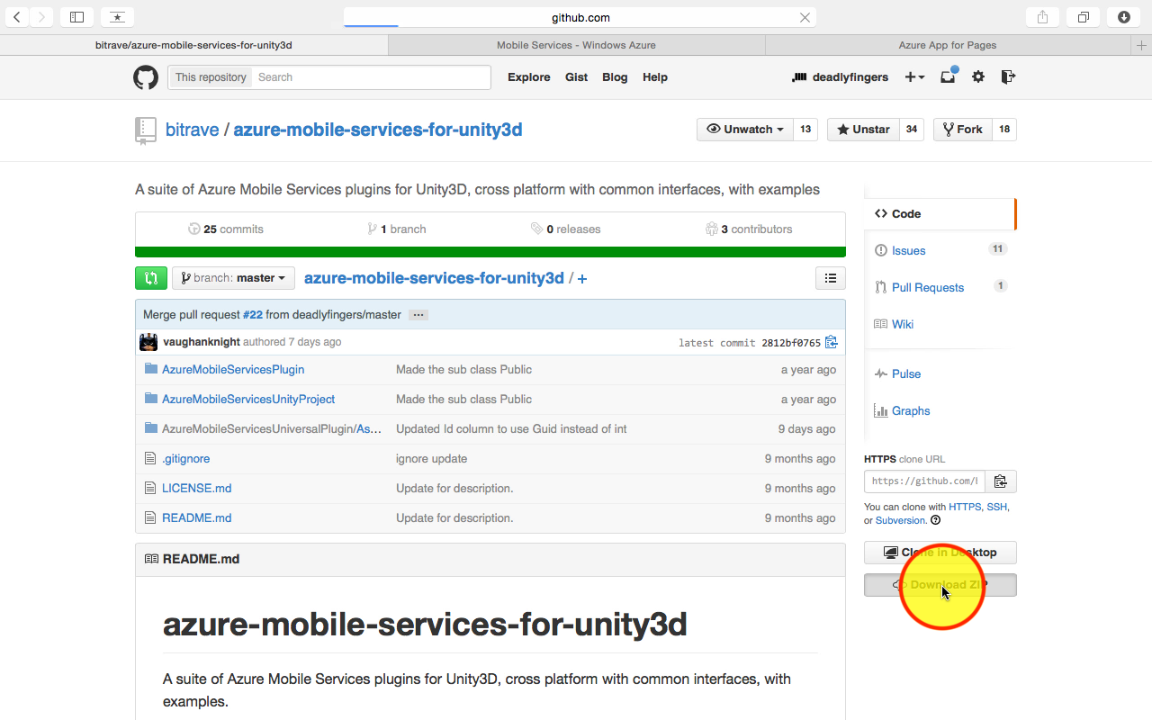 github.com
bitrave/azure-mobile-services-for-unity3d Mobile Services - Windows Azure Azure App for Pages
This repository Search Explore Gist Blog Help deadlyfingers
bitrave / azure-mobile-services-for-unity3d Unwatch 13 Unstar 34 Fork 18
A suite of Azure Mobile Services plugins for Unity3D, cross platform with common interfaces, with examples
25 commits 1 branch 0 releases 3 contributors
branch: master azure-mobile-services-for-unity3d / +
Merge pull request #22 from deadlyfingers/master ...
vaughanknight authored 7 days ago latest commit 2812bf0765
AzureMobileServicesPlugin Made the sub class Public a year ago
AzureMobileServicesUnityProject Made the sub class Public a year ago
AzureMobileServicesUniversalPlugin/As... Updated Id column to use Guid instead of int 9 days ago
.gitignore ignore update 9 months ago
LICENSE.md Update for description. 9 months ago
README.md Update for description. 9 months ago
README.md
azure-mobile-services-for-unity3d
A suite of Azure Mobile Services plugins for Unity3D, cross platform with common interfaces, with
examples.
Code
Issues 11
Pull Requests 1
Wiki
Pulse
Graphs
HTTPS clone URL
https://github.com/
You can clone with HTTPS, SSH,
or Subversion.
Clone in Desktop
Download ZIP